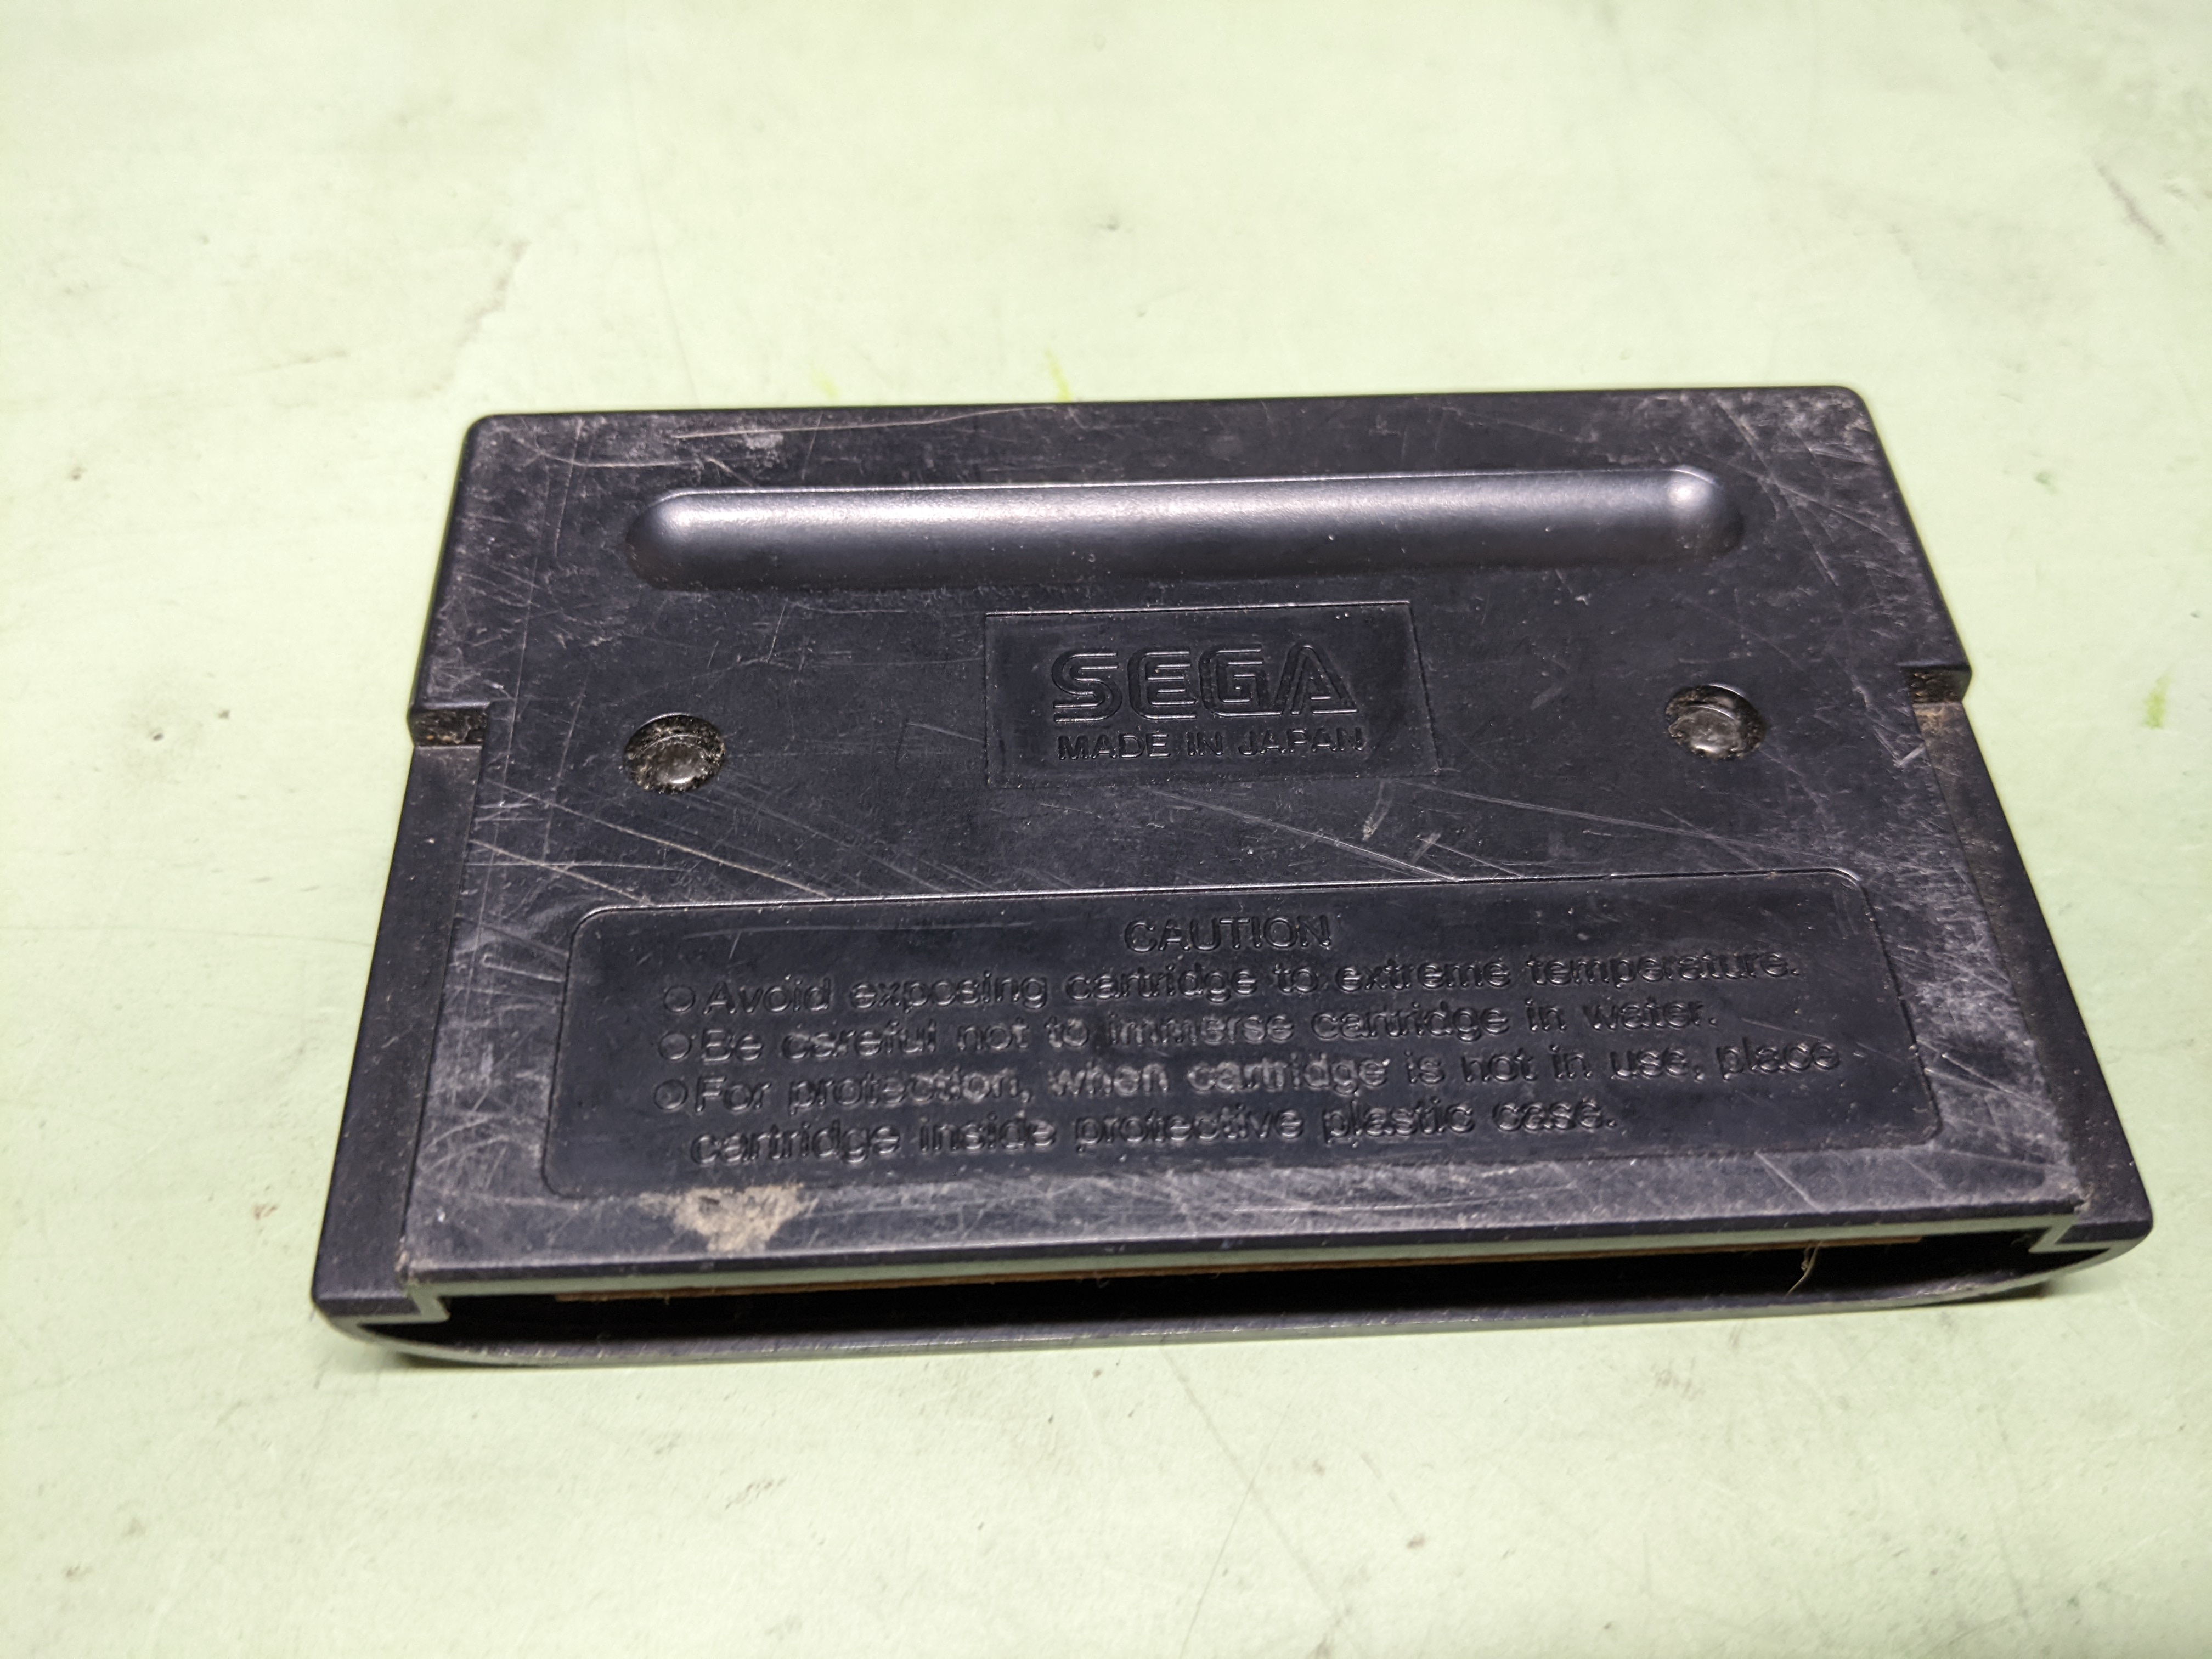 SEGA
MADE IN JAPAN
CAUTION
Avoid exposing cartridge to extreme temperature.
Be careful not to immerse cartridge in water.
For protection, when cartridge is not in use, place
cartridge inside protective plastic case.